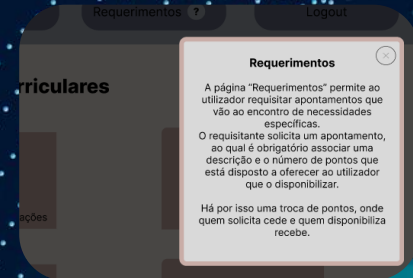 Requerimentos ?
Logout
rriculares
Requerimentos
A página “Requerimentos” permite ao
utilizador requisitar apontamentos que
vão ao encontro de necessidades
específicas.
O requisitante solicita um apontamento,
ao qual é obrigatório associar uma
descrição e o número de pontos que
está disposto a oferecer ao utilizador
que o disponibilizar.
Há por isso uma troca de pontos, onde
quem solicita cede e quem disponibiliza
recebe.
ações